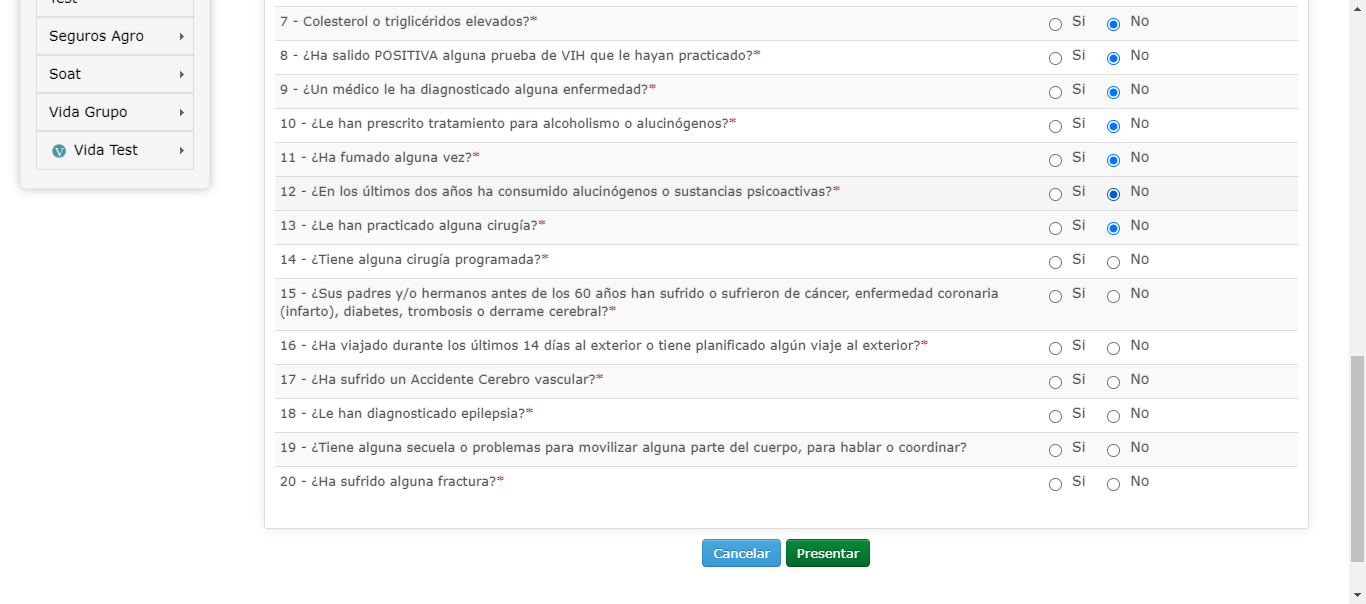 Seguros Agro
Soat
Vida Grupo
Vida Test
7 - Colesterol o triglicéridos elevados?* Si No
8 - ¿Ha salido POSITIVA alguna prueba de VIH que le hayan practicado?* Si No
9 - ¿Un médico le ha diagnosticado alguna enfermedad?* Si No
10 - ¿Le han prescrito tratamiento para alcoholismo o alucinógenos?* Si No
11 - ¿Ha fumado alguna vez?* Si No
12 - ¿En los últimos dos años ha consumido alucinógenos o sustancias psicoactivas?* Si No
13 - ¿Le han practicado alguna cirugía?* Si No
14 - ¿Tiene alguna cirugía programada?* Si No
15 - ¿Sus padres y/o hermanos antes de los 60 años han sufrido o sufrieron de cáncer, enfermedad coronaria Si No
(infarto), diabetes, trombosis o derrame cerebral?*
16 - ¿Ha viajado durante los últimos 14 días al exterior o tiene planificado algún viaje al exterior?* Si No
17 - ¿Ha sufrido un Accidente Cerebro vascular?* Si No
18 - ¿Le han diagnosticado epilepsia?* Si No
19 - ¿Tiene alguna secuela o problemas para movilizar alguna parte del cuerpo, para hablar o coordinar? Si No
20 - ¿Ha sufrido alguna fractura?* Si No
Cancelar Presentar